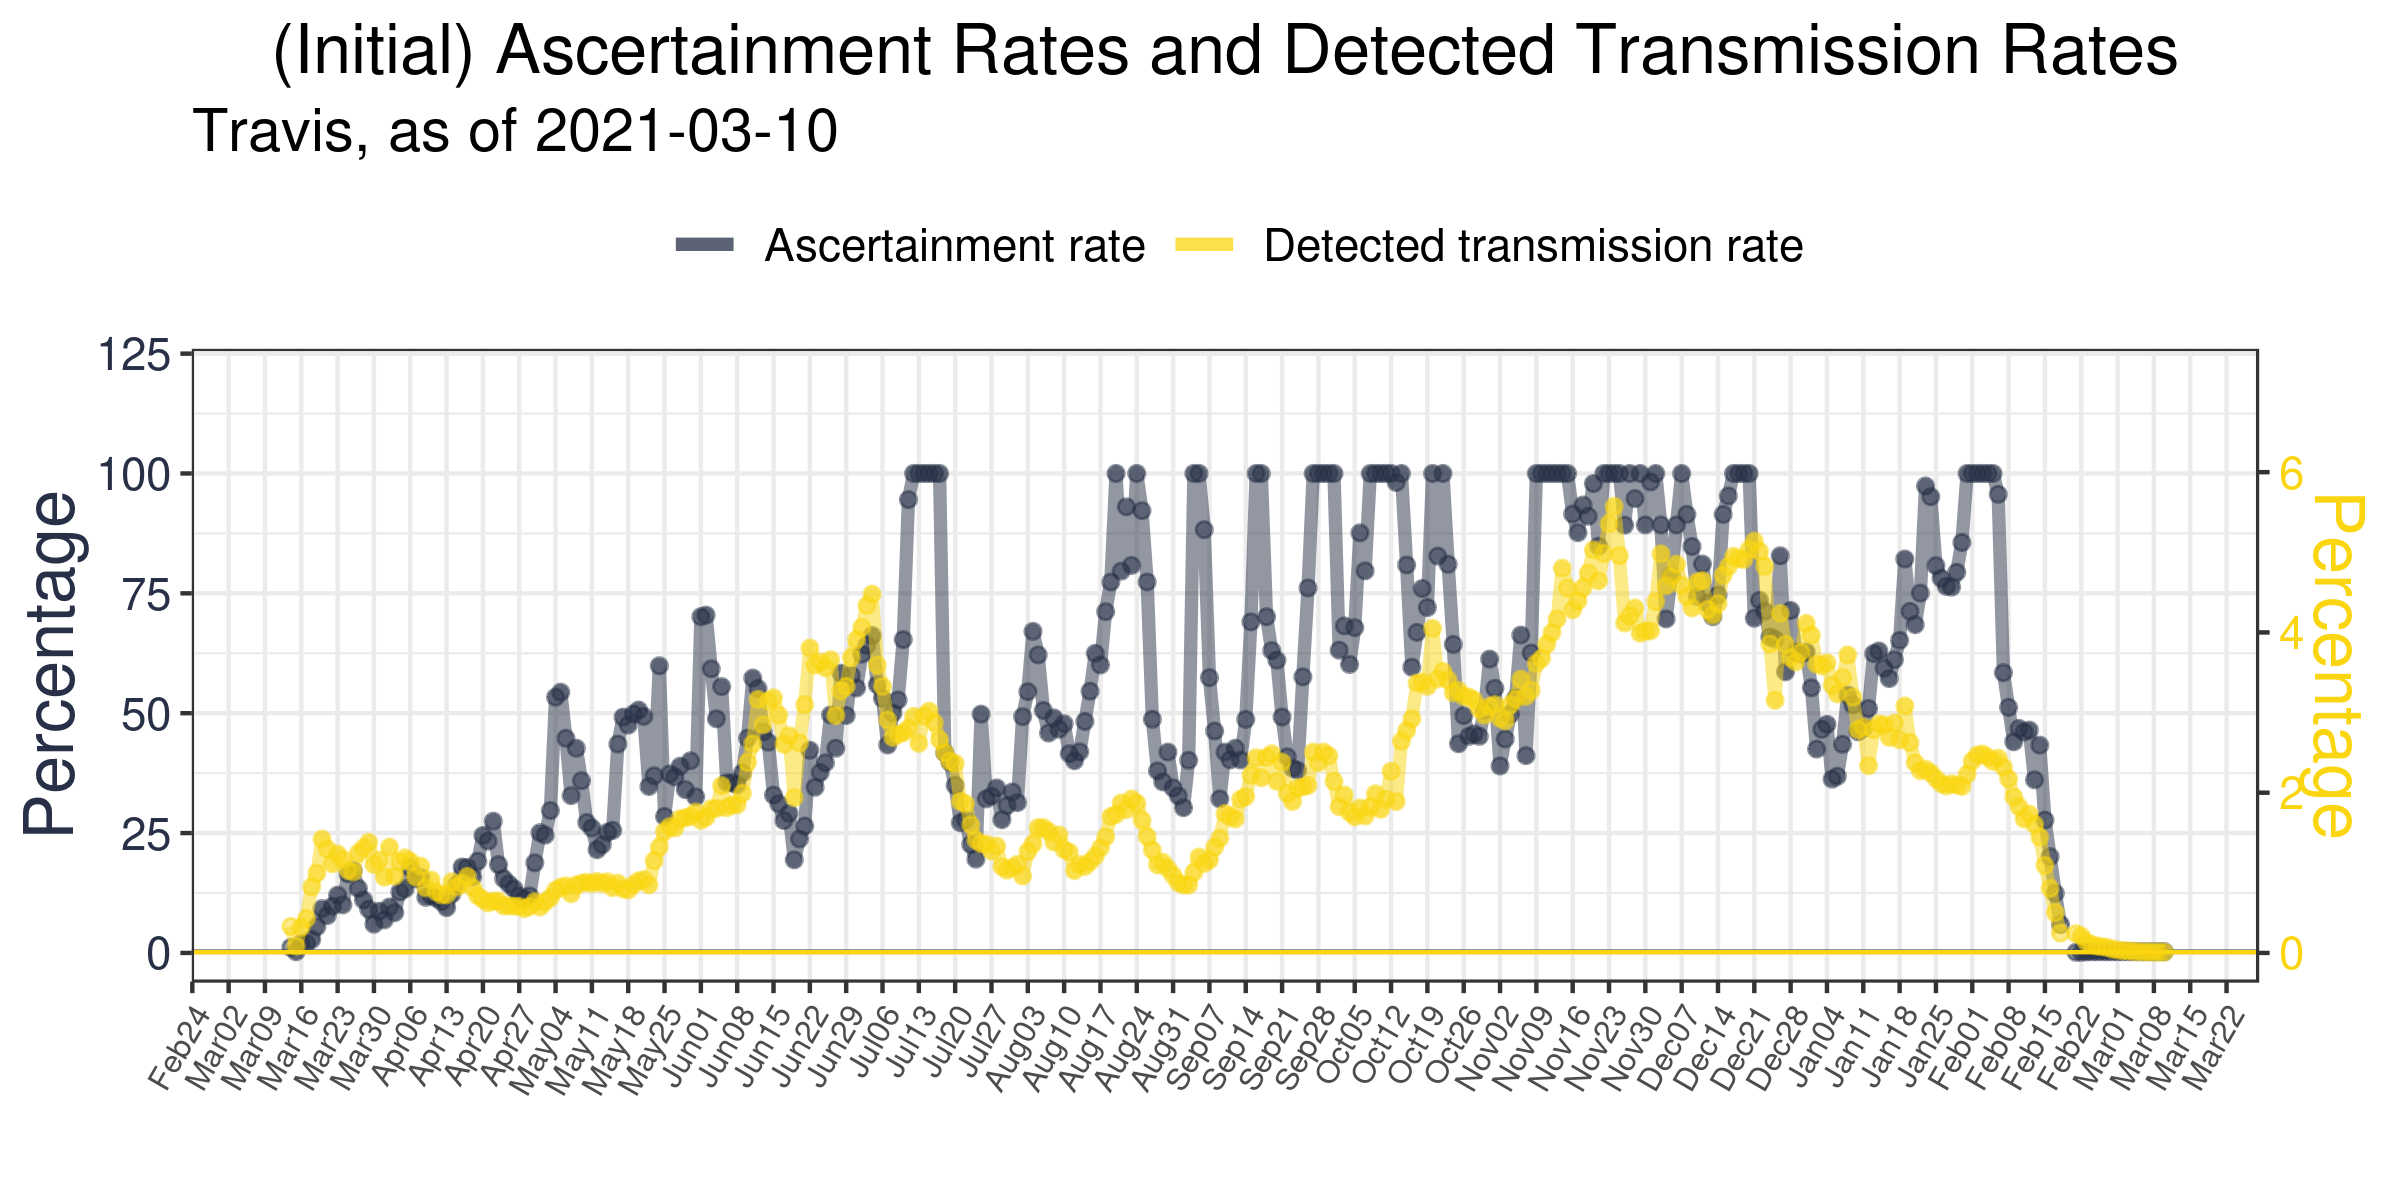 (Initial) Ascertainment Rates and Detected Transmission Rates
Travis, as of 2021-03-10
Ascertainment rate
Detected transmission rate
Percentage
125
100
75
50
25
0
6
4
2
0
Percentage
Feb24
Mar02
Mar09
Mar16
Mar23
Mar30
Apr06
Apr13
Apr20
Apr27
May04
May11
May18
May25
Jun01
Jun08
Jun15
Jun22
Jun29
Jul06
Jul13
Jul20
Jul27
Aug03
Aug10
Aug17
Aug24
Aug31
Sep07
Sep14
Sep21
Sep28
Oct05
Oct12
Oct19
Oct26
Nov02
Nov09
Nov16
Nov23
Nov30
Dec07
Dec14
Dec21
Dec28
Jan04
Jan11
Jan18
Jan25
Feb01
Feb08
Feb15
Feb22
Mar01
Mar08
Mar15
Mar22